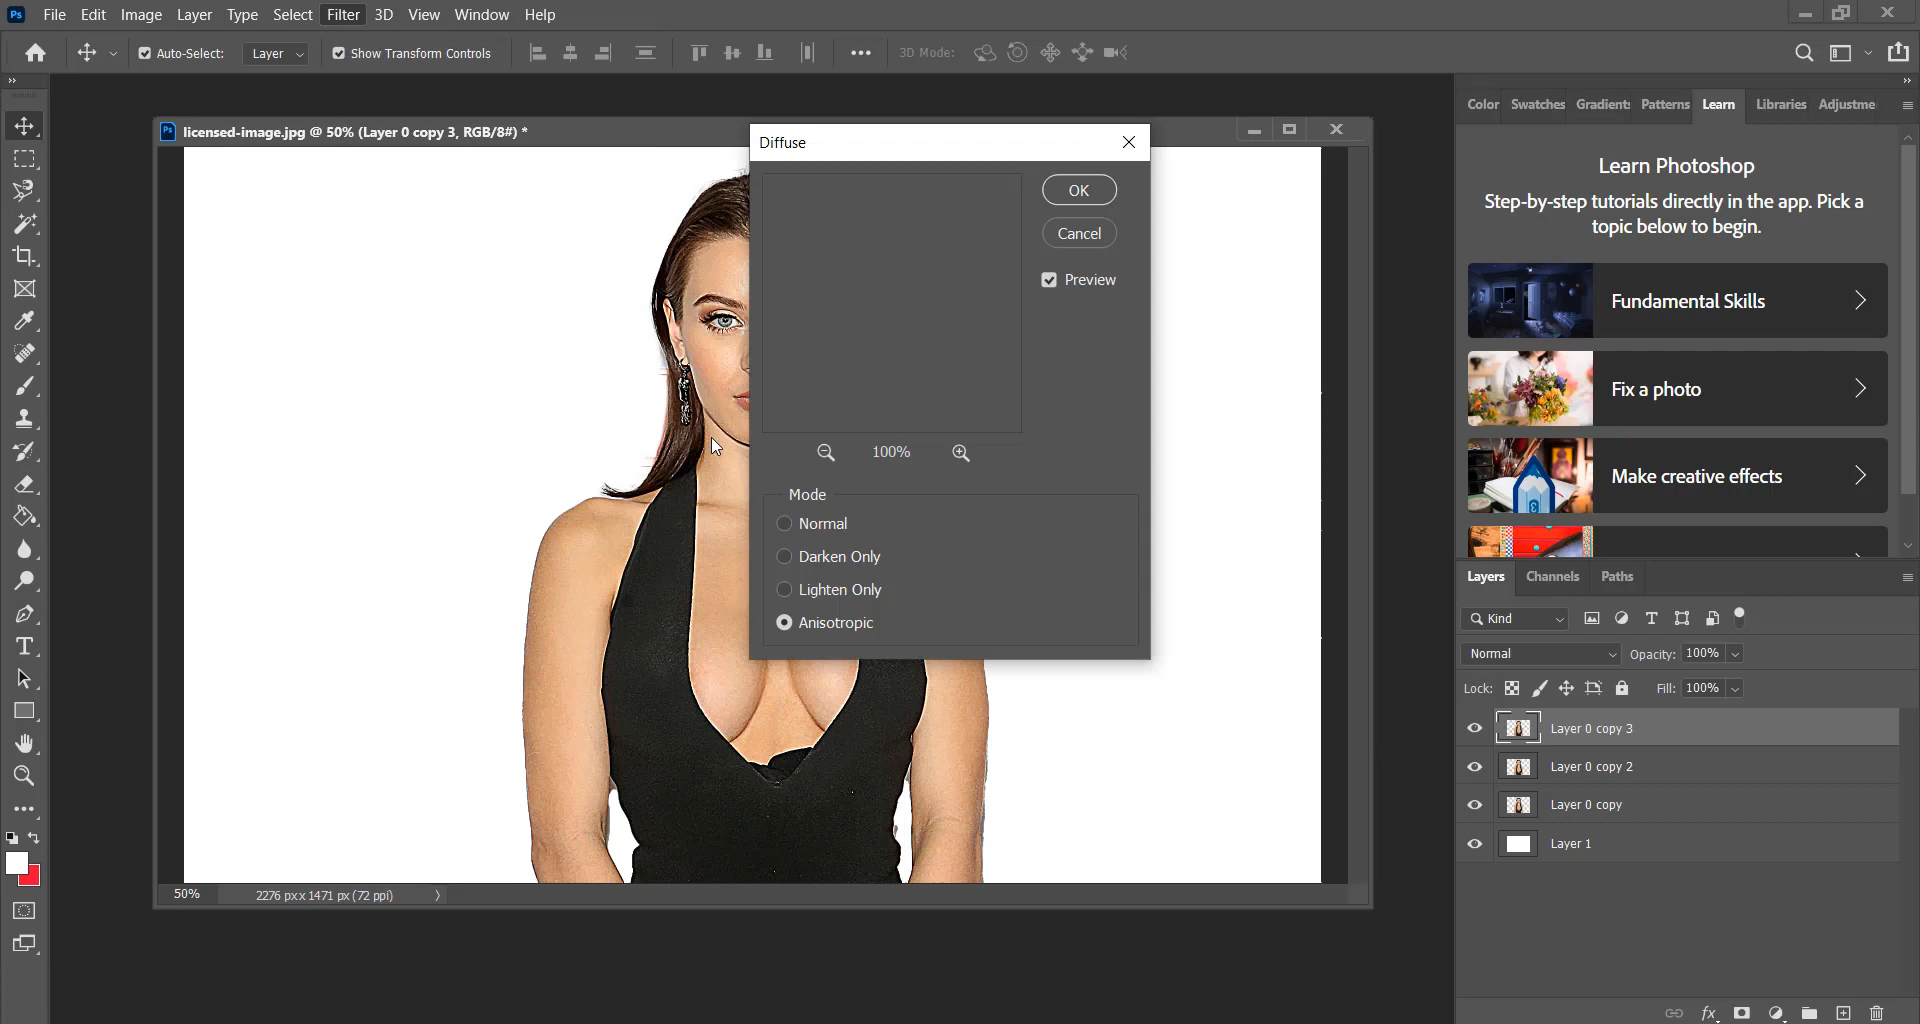 Ps File Edit Image Layer Type Select Filter 3D View Window Help
Auto-Select: Layer Show Transform Controls 3D Mode:
Color Swatches Gradients Patterns Learn Libraries Adjustme
Ps licensed-image.jpg @ 50% (Layer 0 copy 3, RGB/8#) *
Diffuse
OK
Cancel
Preview
100%
Mode
Normal
Darken Only
Lighten Only
Anisotropic
50% 2276 px x 1471 px (72 ppi)
Learn Photoshop
Step-by-step tutorials directly in the app. Pick a
topic below to begin.
Fundamental Skills
Fix a photo
Make creative effects
Layers Channels Paths
Kind
Normal Opacity: 100%
Lock: Fill: 100%
Layer 0 copy 3
Layer 0 copy 2
Layer 0 copy
Layer 1
fx